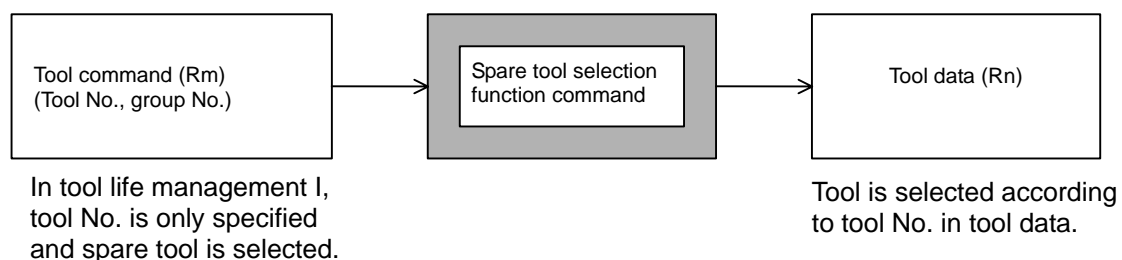 Tool command (Rm)
(Tool No., group No.)
Spare tool selection
function command
Tool data (Rn)
In tool life management I,
tool No. is only specified
and spare tool is selected.
Tool is selected according
to tool No. in tool data.